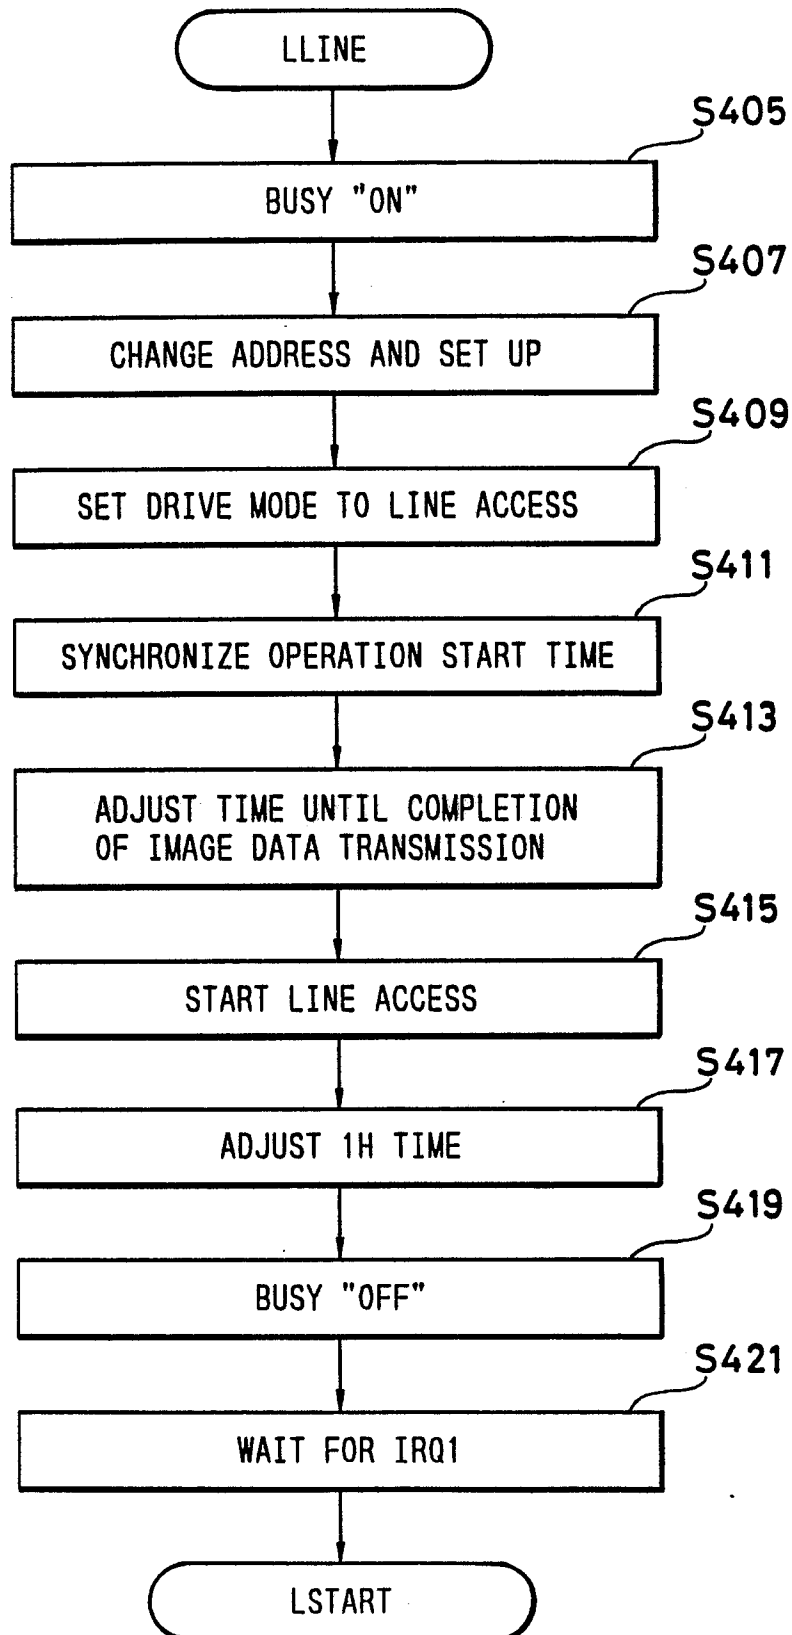 LLINE
S405
BUSY "ON"
S407
CHANGE ADDRESS AND SET UP
S409
SET DRIVE MODE TO LINE ACCESS
S411
SYNCHRONIZE OPERATION START TIME
S413
ADJUST TIME UNTIL COMPLETION
OF IMAGE DATA TRANSMISSION
S415
START LINE ACCESS
S417
ADJUST 1H TIME
S419
BUSY "OFF"
S421
WAIT FOR IRQ1
LSTART